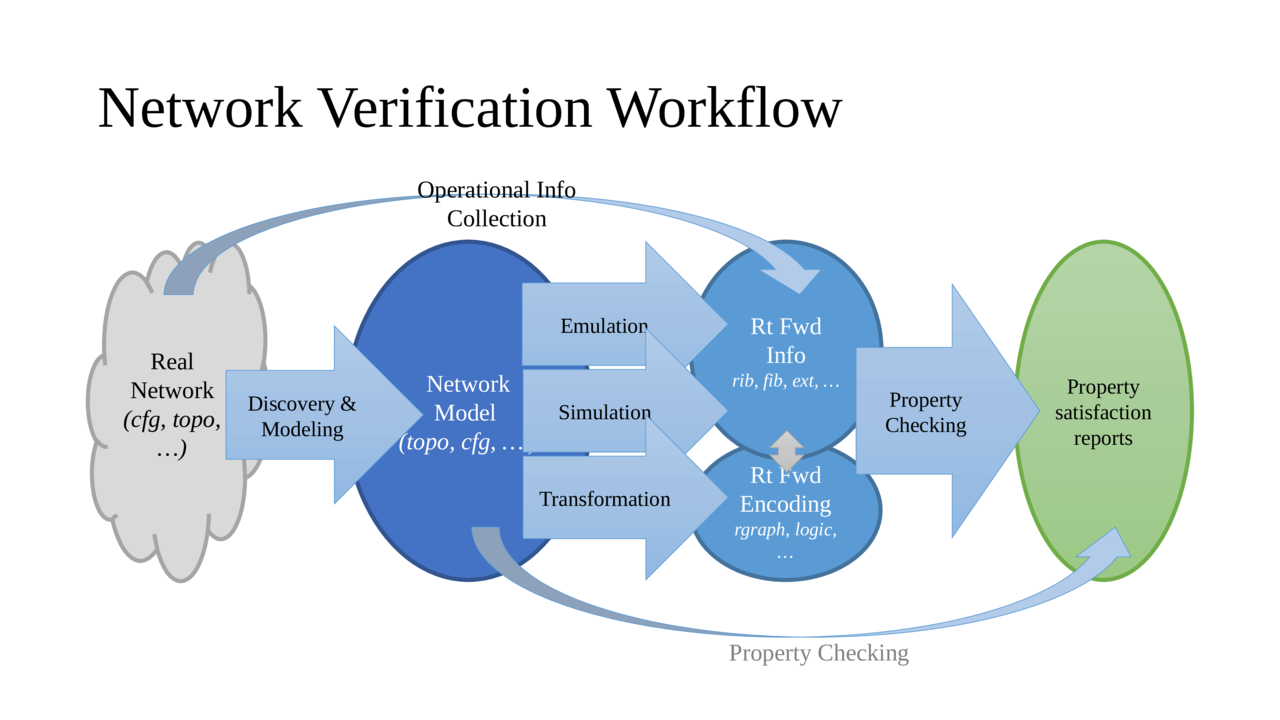 Network Verification Workflow
Operational Info
Collection
Real
Network
(cfg, topo,
…)
Discovery &
Modeling
Network
Model
(topo, cfg, …)
Emulation
Simulation
Transformation
Rt Fwd
Info
rib, fib, ext, …
Rt Fwd
Encoding
rgraph, logic,
…
Property
Checking
Property
satisfaction
reports
Property Checking